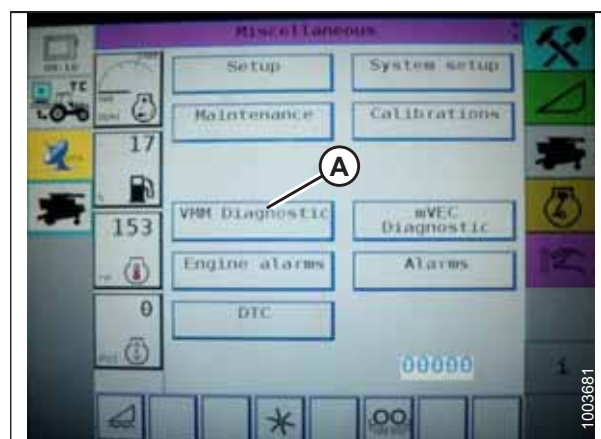 Miscellaneous
Setup
System setup
TC
Maintenance
Calibrations
17
A
VMM Diagnostic
mVEC
Diagnostic
153
Engine alarms
Alarms
0
DTC
00000
i
1003681